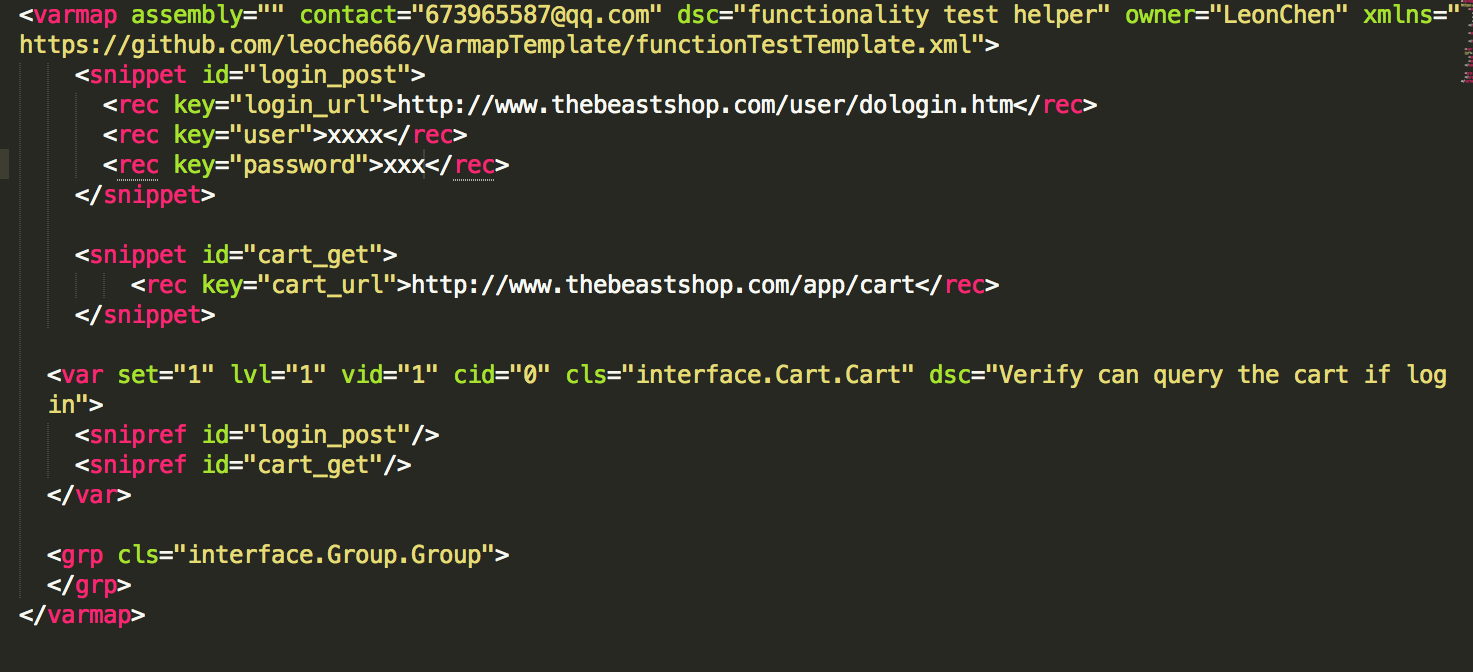 <varmap assembly="" contact="673965587@qq.com" dsc="functionality test helper" owner="LeonChen" xmlns="
https://github.com/leoche666/VarmapTemplate/functionTestTemplate.xml">
<snippet id="login_post">
<rec key="login_url">http://www.thebeastshop.com/user/dologin.htm</rec>
<rec key="user">xxxx</rec>
<rec key="password">xxx</rec>
</snippet>
<snippet id="cart_get">
<rec key="cart_url">http://www.thebeastshop.com/app/cart</rec>
</snippet>
<var set="1" lvl="1" vid="1" cid="0" cls="interface.Cart.Cart" dsc="Verify can query the cart if log
in">
<snipref id="login_post"/>
<snipref id="cart_get"/>
</var>
<grp cls="interface.Group.Group">
</grp>
</varmap>